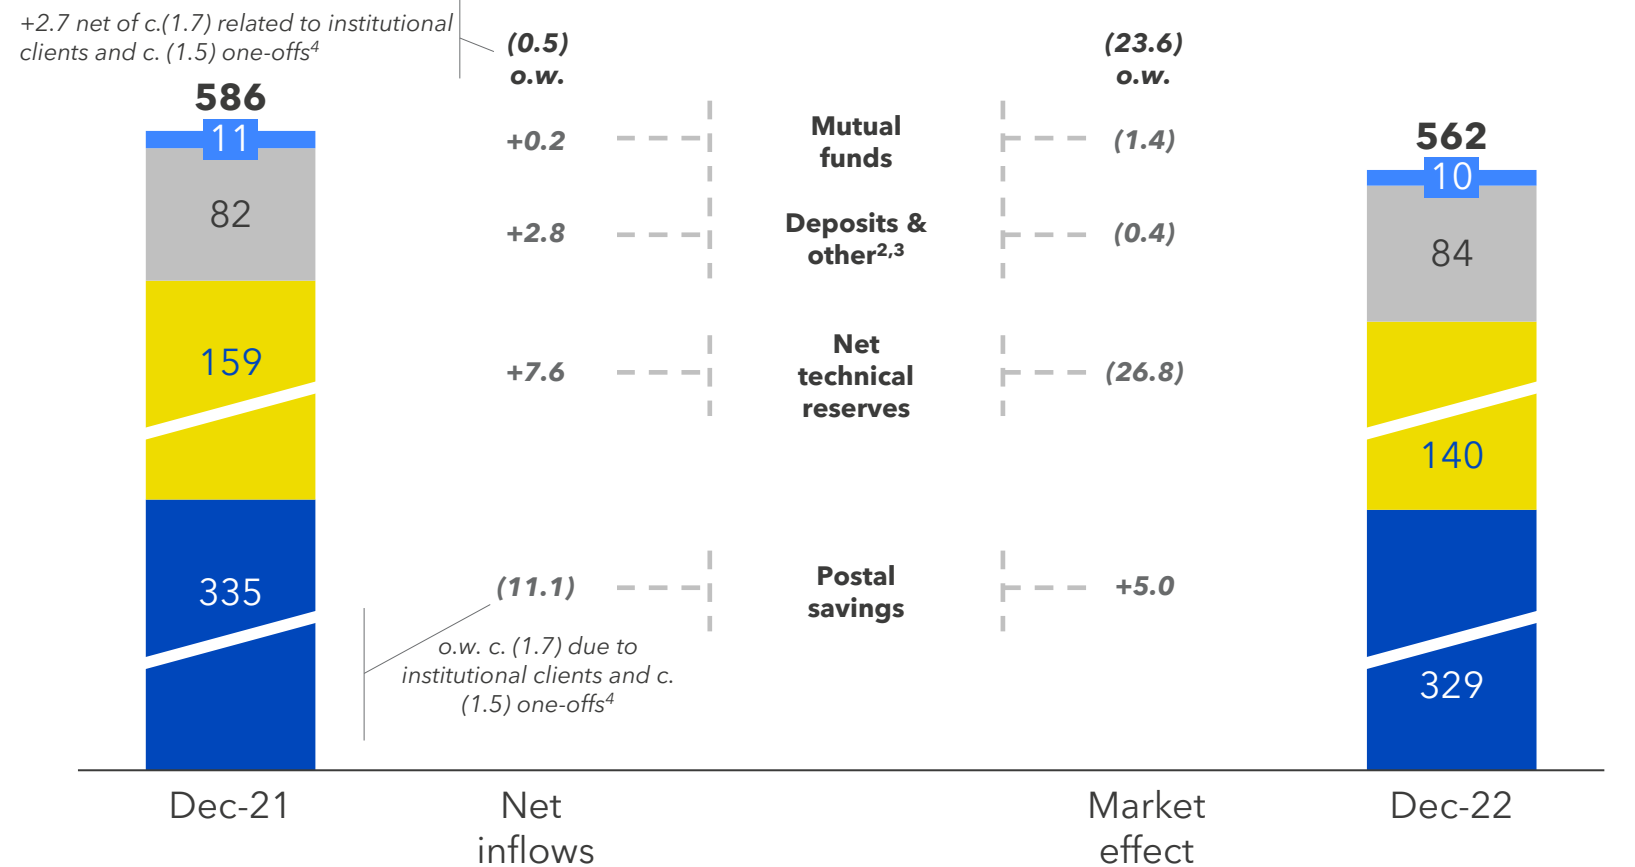 +2.7 net of c.(1.7) related to institutional
clients and c. (1.5) one-offs4
586
11
82
159
335
Dec-21
(0.5)
o.w.
+0.2
+2.8
+7.6
(11.1)
o.w. c. (1.7) due to
institutional clients and c.
(1.5) one-offs4
Net
inflows
Mutual
funds
Deposits &
other2,3
Net
technical
reserves
Postal
savings
(23.6)
o.w.
(1.4)
(0.4)
(26.8)
+5.0
Market
effect
562
10
84
140
329
Dec-22